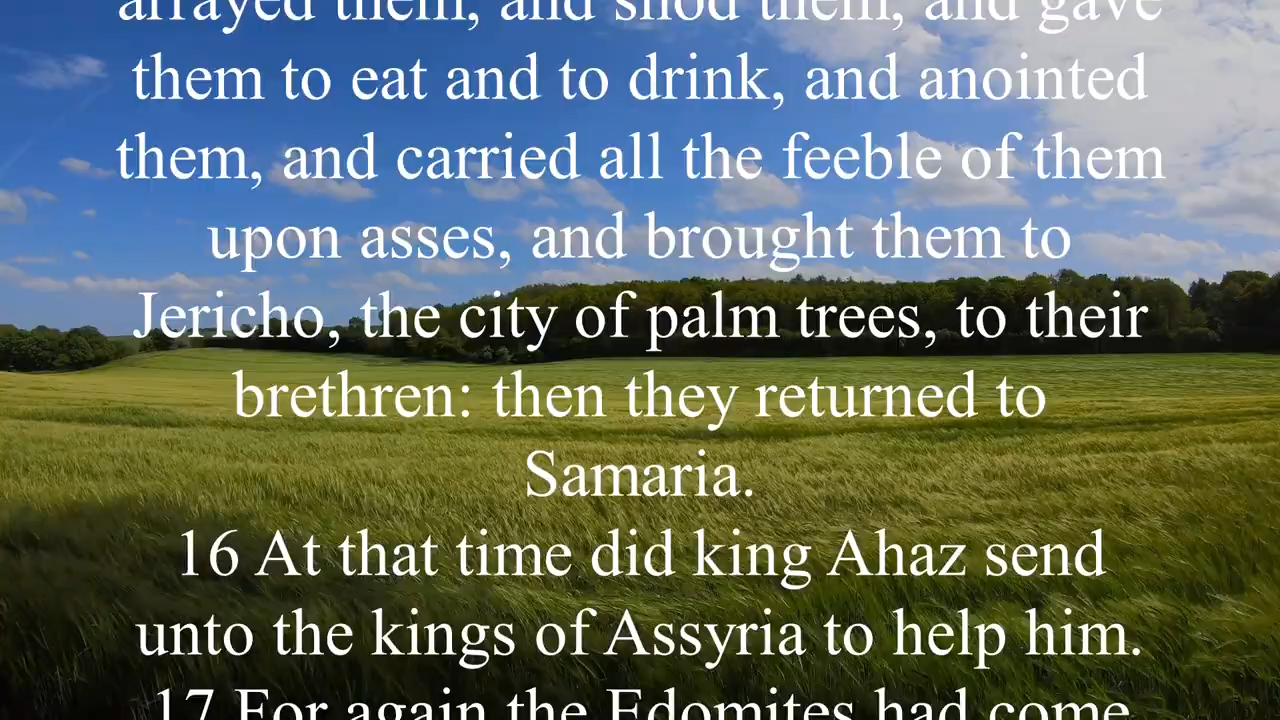 arrayed them, and shod them, and gave
them to eat and to drink, and anointed
them, and carried all the feeble of them
upon asses, and brought them to
Jericho, the city of palm trees, to their
brethren: then they returned to
Samaria.
16 At that time did king Ahaz send
unto the kings of Assyria to help him.
17 For again the Edomites had come